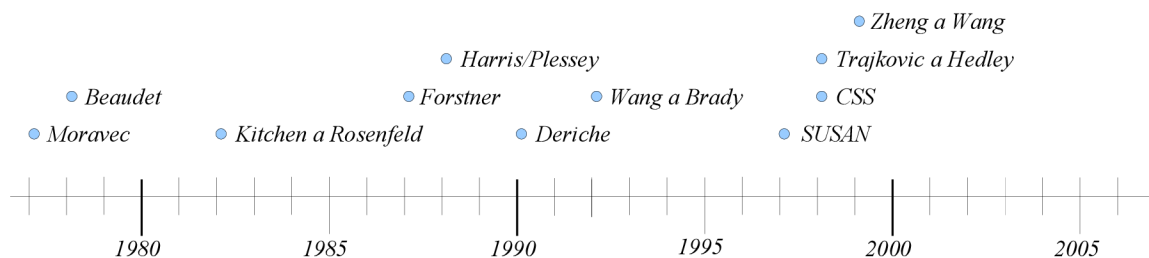 Zheng a Wang
Harris/Plessey
Trajkovic a Hedley
Beaudet
Forstner
Wang a Brady
CSS
Moravec
Kitchen a Rosenfeld
Deriche
SUSAN
1980
1985
1990
1995
2000
2005